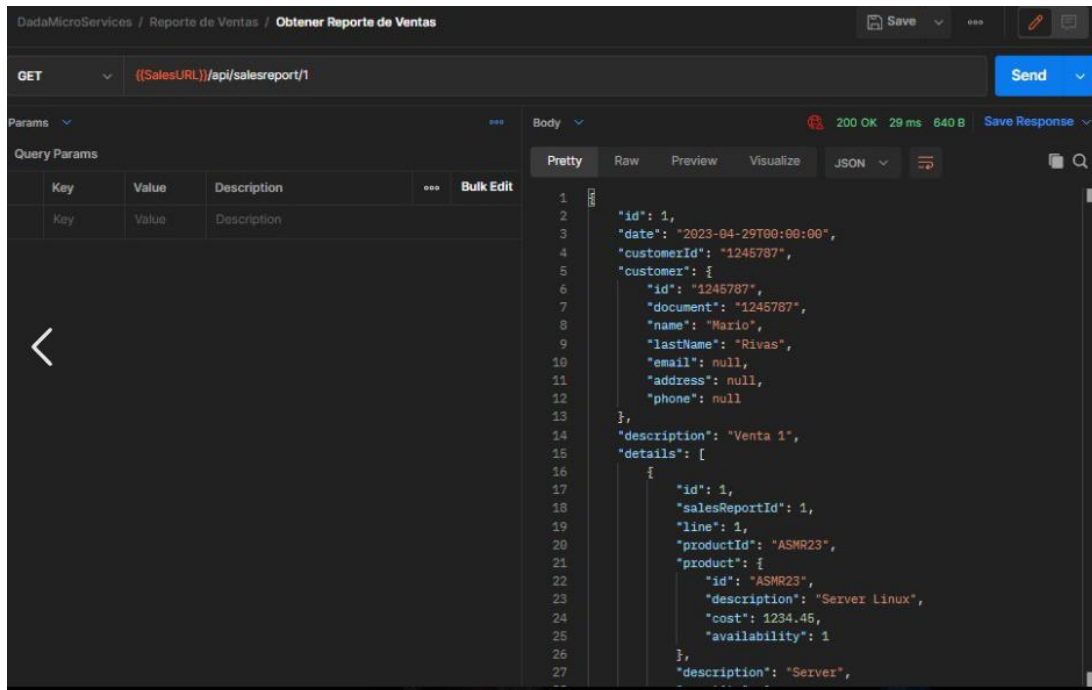 DadaMicroServices / Reporte de Ventas / Obtener Reporte de Ventas
Save
GET
{{SalesURL}}/api/salesreport/1
Send
Params
Query Params
Key Value Description Bulk Edit
Key Value Description
Body
200 OK 29 ms 640 B Save Response
Pretty Raw Preview Visualize JSON
1 {
2 "id": 1,
3 "date": "2023-04-29T00:00:00",
4 "customerId": "1245787",
5 "customer": {
6 "id": "1245787",
7 "document": "1245787",
8 "name": "Mario",
9 "lastName": "Rivas",
10 "email": null,
11 "address": null,
12 "phone": null
13 },
14 "description": "Venta 1",
15 "details": [
16 {
17 "id": 1,
18 "salesReportId": 1,
19 "line": 1,
20 "productId": "ASMR23",
21 "product": {
22 "id": "ASMR23",
23 "description": "Server Linux",
24 "cost": 1234.45,
25 "availability": 1
26 },
27 "description": "Server",